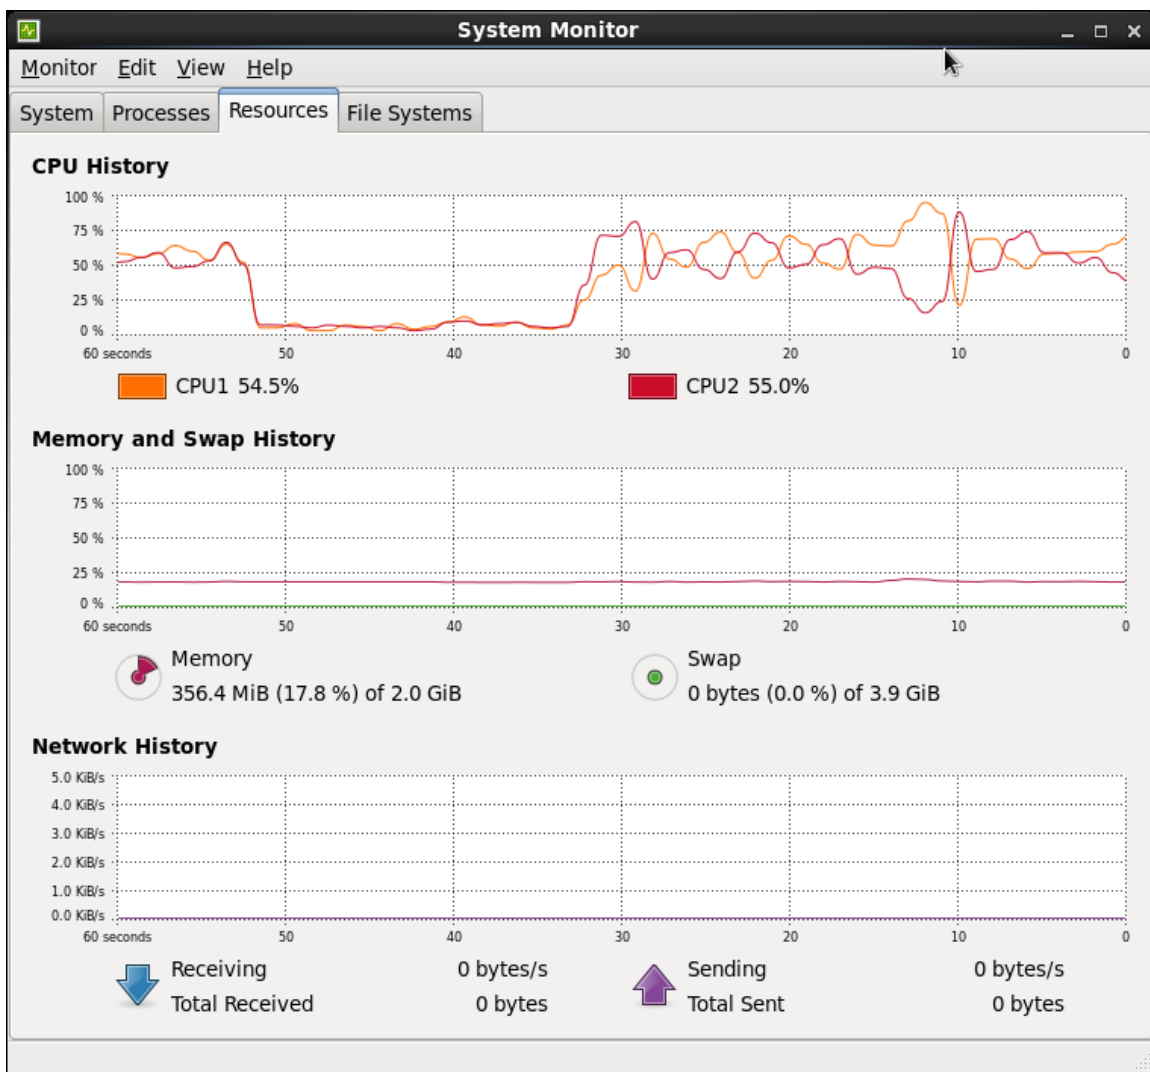 System Monitor
Monitor Edit View Help
System Processes Resources File Systems
CPU History
100 %
75 %
50 %
25 %
0 %
60 seconds 50 40 30 20 10 0
CPU1 54.5% CPU2 55.0%
Memory and Swap History
100 %
75 %
50 %
25 %
0 %
60 seconds 50 40 30 20 10 0
Memory
356.4 MiB (17.8 %) of 2.0 GiB
Swap
0 bytes (0.0 %) of 3.9 GiB
Network History
5.0 KiB/s
4.0 KiB/s
3.0 KiB/s
2.0 KiB/s
1.0 KiB/s
0.0 KiB/s
60 seconds 50 40 30 20 10 0
Receiving 0 bytes/s
Total Received 0 bytes
Sending 0 bytes/s
Total Sent 0 bytes